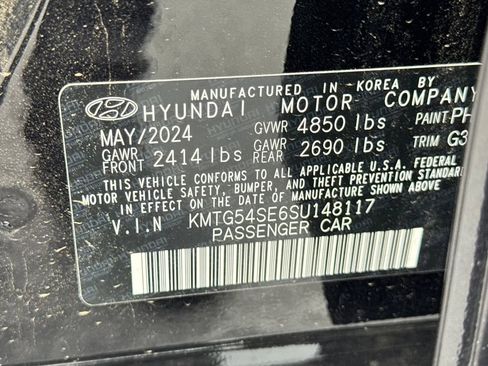 MANUFACTURED IN KOREA BY
HYUNDAI MOTOR COMPANY
MAY/2024 GVWR 4850 lbs PAINT PH
GAWR FRONT 2414 lbs GAWR REAR 2690 lbs TRIM G3
THIS VEHICLE CONFORMS TO ALL APPLICABLE U.S. FEDERAL
MOTOR VEHICLE SAFETY, BUMPER, AND THEFT PREVENTION STANDARDS
IN EFFECT ON THE DATE OF MANUFACTURE SHOWN ABOVE
V.I.N KMTG54SE6SU148117
PASSENGER CAR